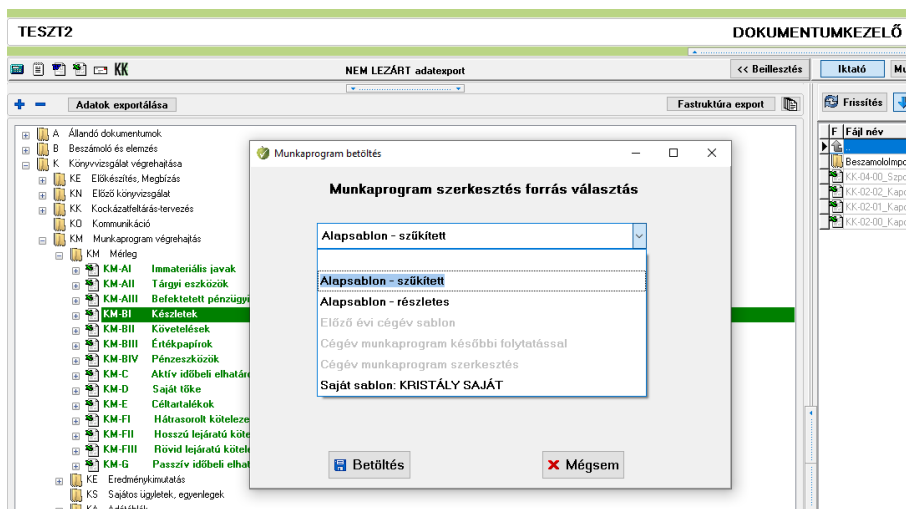 TESZT2
DOKUMENTUMKEZELŐ
KK
NEM LEZÁRT adatexport
<< Beillesztés
Iktató
Adatok exportálása
Fastruktúra export
Frissítés
A Állandó dokumentumok
B Beszámoló és elemzés
K Könyvvizsgálat végrehajtása
KE Előkészítés, Megbízás
KN Előző könyvvizsgálat
KK Kockázatfeltárás-tervezés
KO Kommunikáció
KM Munkaprogram végrehajtás
KM Mérleg
KM-AI Immateriális javak
KM-AII Tárgyi eszközök
KM-AIII Befektetett pénzügyi
KM-BI Készletek
KM-BII Követelések
KM-BIII Értékpapírok
KM-BIV Pénzeszközök
KM-C Aktív időbeli elhatár
KM-D Saját tőke
KM-E Céltartalékok
KM-FI Hátrasorolt köteleze
KM-FII Hosszú lejáratú köte
KM-FIII Rövid lejáratú kötele
KM-G Passzív időbeli elhat
KE Eredménykimutatás
KS Sajátos ügyletek, egyenlegek
Munkaprogram betöltés
Munkaprogram szerkesztés forrás választás
Alapsablon - szűkített
Alapsablon - szűkített
Alapsablon - részletes
Előző évi cégév sablon
Cégév munkaprogram későbbi folytatással
Cégév munkaprogram szerkesztés
Saját sablon: KRISTÁLY SAJÁT
Betöltés
Mégsem
F Fájl név
..
BeszamoloImpo
KK-04-00_Szpo
KK-02-02_Kapc
KK-02-01_Kapc
KK-02-00_Kapc